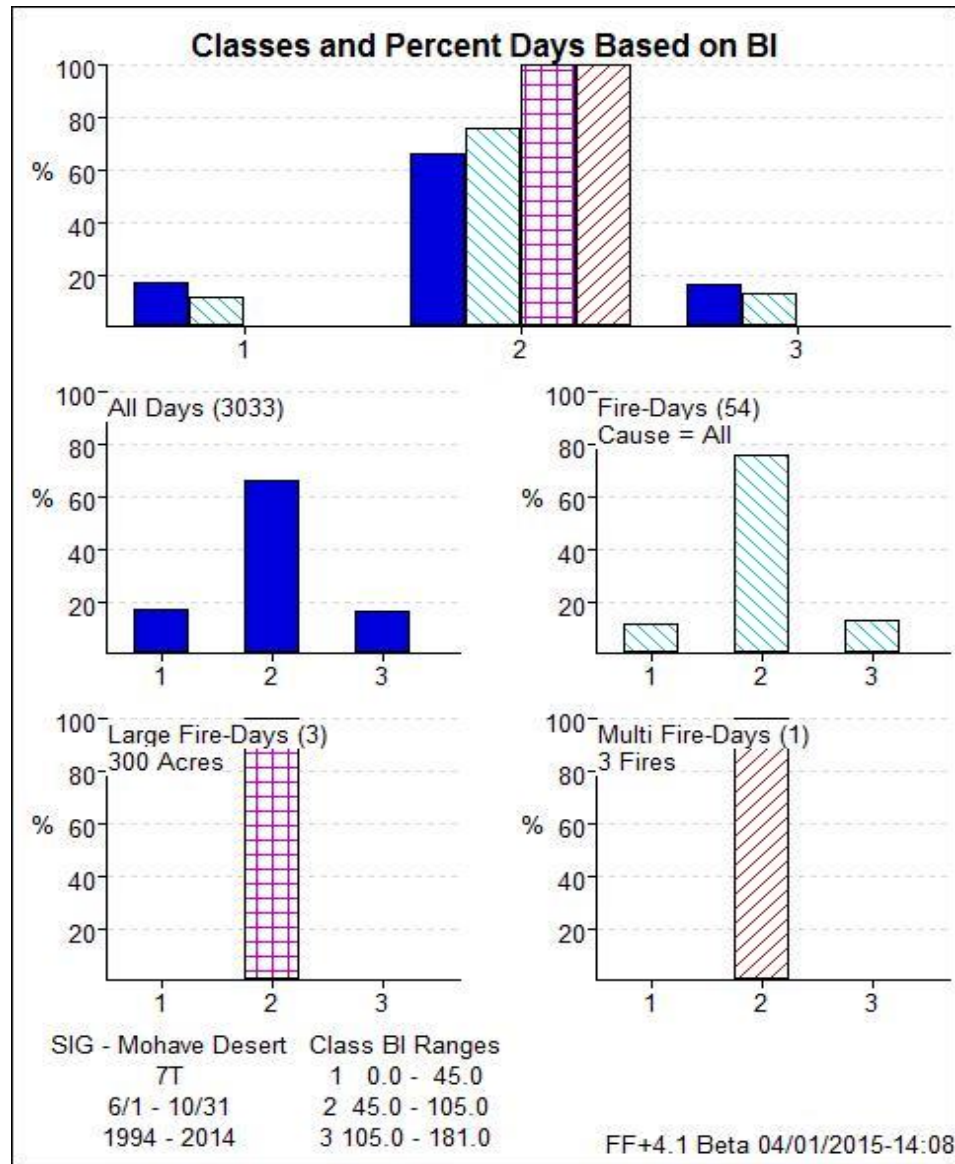 Classes and Percent Days Based on BI
100
80
% 60
40
20
1 2 3
100
All Days (3033)
80
% 60
40
20
1 2 3
100
Fire-Days (54)
Cause = All
80
% 60
40
20
1 2 3
100
Large Fire-Days (3)
300 Acres
80
% 60
40
20
1 2 3
100
Multi Fire-Days (1)
3 Fires
80
% 60
40
20
1 2 3
SIG - Mohave Desert Class BI Ranges
7T 1 0.0 - 45.0
6/1 - 10/31 2 45.0 - 105.0
1994 - 2014 3 105.0 - 181.0
FF+4.1 Beta 04/01/2015-14:08